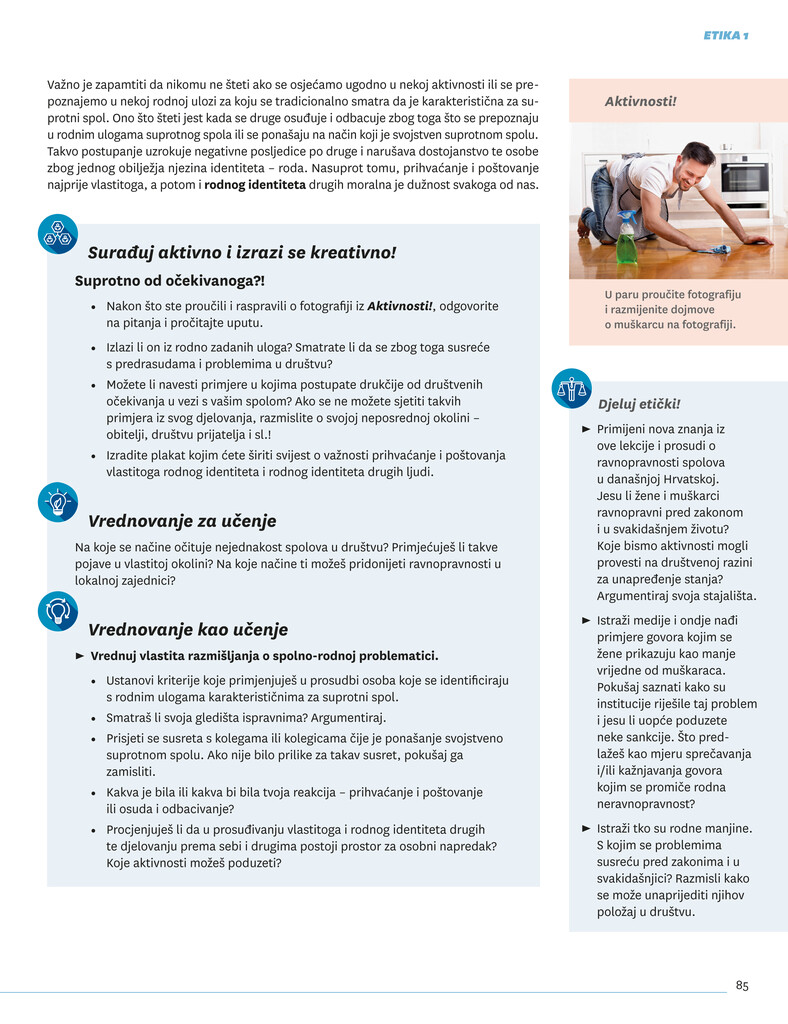 ETIKA 1
Važno je zapamtiti da nikomu ne šteti ako se osjećamo ugodno u nekoj aktivnosti ili se pre-
poznajemo u nekoj rodnoj ulozi za koju se tradicionalno smatra da je karakteristična za su-
protni spol. Ono što šteti jest kada se druge osuđuje i odbacuje zbog toga što se prepoznaju
u rodnim ulogama suprotnog spola ili se ponašaju na način koji je svojstven suprotnom spolu.
Takvo postupanje uzrokuje negativne posljedice po druge i narušava dostojanstvo te osobe
zbog jednog obilježja njezina identiteta – roda. Nasuprot tomu, prihvaćanje i poštovanje
najprije vlastitoga, a potom i rodnog identiteta drugih moralna je dužnost svakoga od nas.
Surađuj aktivno i izrazi se kreativno!
Suprotno od očekivanoga?!
• Nakon što ste proučili i raspravili o fotografiji iz Aktivnosti!, odgovorite
na pitanja i pročitajte uputu.
• Izlazi li on iz rodno zadanih uloga? Smatrate li da se zbog toga susreće
s predrasudama i problemima u društvu?
• Možete li navesti primjere u kojima postupate drukčije od društvenih
očekivanja u vezi s vašim spolom? Ako se ne možete sjetiti takvih
primjera iz svog djelovanja, razmislite o svojoj neposrednoj okolini –
obitelji, društvu prijatelja i sl.!
• Izradite plakat kojim ćete širiti svijest o važnosti prihvaćanje i poštovanja
vlastitoga rodnog identiteta i rodnog identiteta drugih ljudi.
Vrednovanje za učenje
Na koje se načine očituje nejednakost spolova u društvu? Primjećuješ li takve
pojave u vlastitoj okolini? Na koje načine ti možeš pridonijeti ravnopravnosti u
lokalnoj zajednici?
Vrednovanje kao učenje
► Vrednuj vlastita razmišljanja o spolno-rodnoj problematici.
• Ustanovi kriterije koje primjenjuješ u prosudbi osoba koje se identificiraju
s rodnim ulogama karakterističnima za suprotni spol.
• Smatraš li svoja gledišta ispravnima? Argumentiraj.
• Prisjeti se susreta s kolegama ili kolegicama čije je ponašanje svojstveno
suprotnom spolu. Ako nije bilo prilike za takav susret, pokušaj ga
zamisliti.
• Kakva je bila ili kakva bi bila tvoja reakcija – prihvaćanje i poštovanje
ili osuda i odbacivanje?
• Procjenjuješ li da u prosuđivanju vlastitoga i rodnog identiteta drugih
te djelovanju prema sebi i drugima postoji prostor za osobni napredak?
Koje aktivnosti možeš poduzeti?
Aktivnosti!
U paru proučite fotografiju
i razmijenite dojmove
o muškarcu na fotografiji.
Djeluj etički!
► Primijeni nova znanja iz
ove lekcije i prosudi o
ravnopravnosti spolova
u današnjoj Hrvatskoj.
Jesu li žene i muškarci
ravnopravni pred zakonom
i u svakidašnjem životu?
Koje bismo aktivnosti mogli
provesti na društvenoj razini
za unapređenje stanja?
Argumentiraj svoja stajališta.
► Istraži medije i ondje nađi
primjere govora kojim se
žene prikazuju kao manje
vrijedne od muškaraca.
Pokušaj saznati kako su
institucije riješile taj problem
i jesu li uopće poduzete
neke sankcije. Što pred-
lažeš kao mjeru sprečavanja
i/ili kažnjavanja govora
kojim se promiče rodna
neravnopravnost?
► Istraži tko su rodne manjine.
S kojim se problemima
susreću pred zakonima i u
svakidašnjici? Razmisli kako
se može unaprijediti njihov
položaj u društvu.
85